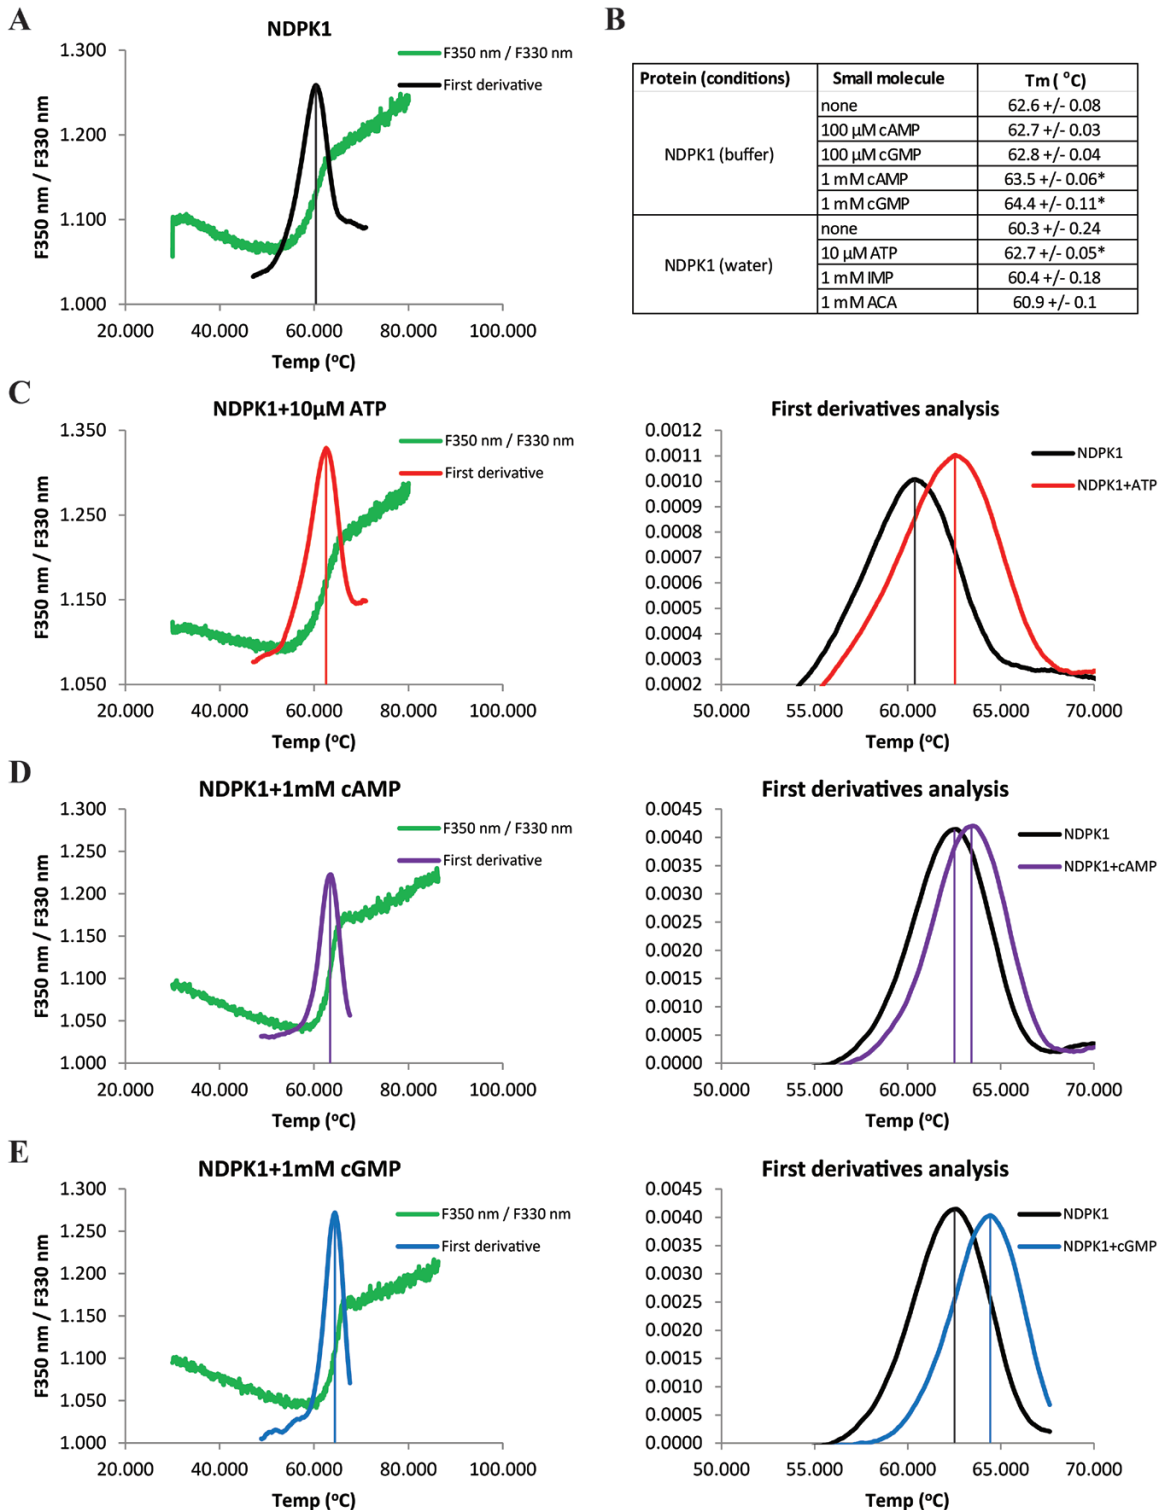 A
NDPK1
F350 nm / F330 nm
First derivative
1.300
1.200
1.100
1.000
F350 nm / F330 nm
20.000 40.000 60.000 80.000 100.000
Temp (°C)
B
Protein (conditions) Small molecule Tm ( °C)
NDPK1 (buffer)
none 62.6 +/- 0.08
100 µM cAMP 62.7 +/- 0.03
100 µM cGMP 62.8 +/- 0.04
1 mM cAMP 63.5 +/- 0.06*
1 mM cGMP 64.4 +/- 0.11*
NDPK1 (water)
none 60.3 +/- 0.24
10 µM ATP 62.7 +/- 0.05*
1 mM IMP 60.4 +/- 0.18
1 mM ACA 60.9 +/- 0.1
C
NDPK1+10µM ATP
F350 nm / F330 nm
First derivative
1.350
1.250
1.150
1.050
F350 nm / F330 nm
20.000 40.000 60.000 80.000 100.000
Temp (°C)
First derivatives analysis
NDPK1
NDPK1+ATP
0.0012
0.0011
0.0010
0.0009
0.0008
0.0007
0.0006
0.0005
0.0004
0.0003
0.0002
50.000 55.000 60.000 65.000 70.000
Temp (°C)
D
NDPK1+1mM cAMP
F350 nm / F330 nm
First derivative
1.300
1.250
1.200
1.150
1.100
1.050
1.000
F350 nm / F330 nm
20.000 40.000 60.000 80.000 100.000
Temp (°C)
First derivatives analysis
NDPK1
NDPK1+cAMP
0.0045
0.0040
0.0035
0.0030
0.0025
0.0020
0.0015
0.0010
0.0005
0.0000
50.000 55.000 60.000 65.000 70.000
Temp (°C)
E
NDPK1+1mM cGMP
F350 nm / F330 nm
First derivative
1.300
1.250
1.200
1.150
1.100
1.050
1.000
F350 nm / F330 nm
20.000 40.000 60.000 80.000 100.000
Temp (°C)
First derivatives analysis
NDPK1
NDPK1+cGMP
0.0045
0.0040
0.0035
0.0030
0.0025
0.0020
0.0015
0.0010
0.0005
0.0000
50.000 55.000 60.000 65.000 70.000
Temp (°C)